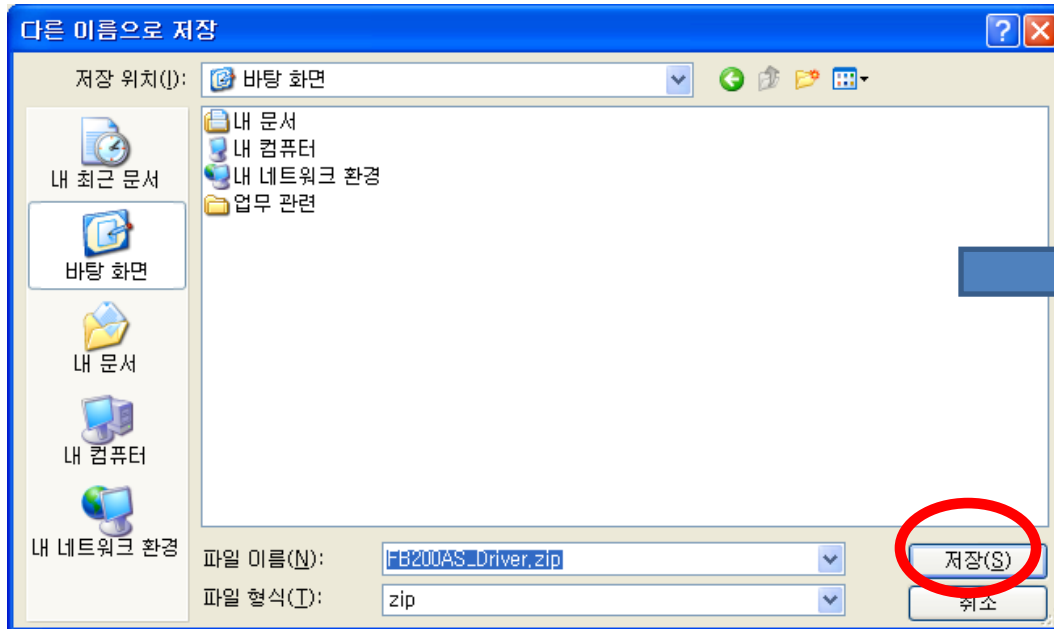 다른 이름으로 저장
저장 위치(I): 바탕 화면
내 문서
내 컴퓨터
내 네트워크 환경
업무 관련
내 최근 문서
바탕 화면
내 문서
내 컴퓨터
내 네트워크 환경
파일 이름(N): FB200AS_Driver.zip
저장(S)
파일 형식(T): zip
취소